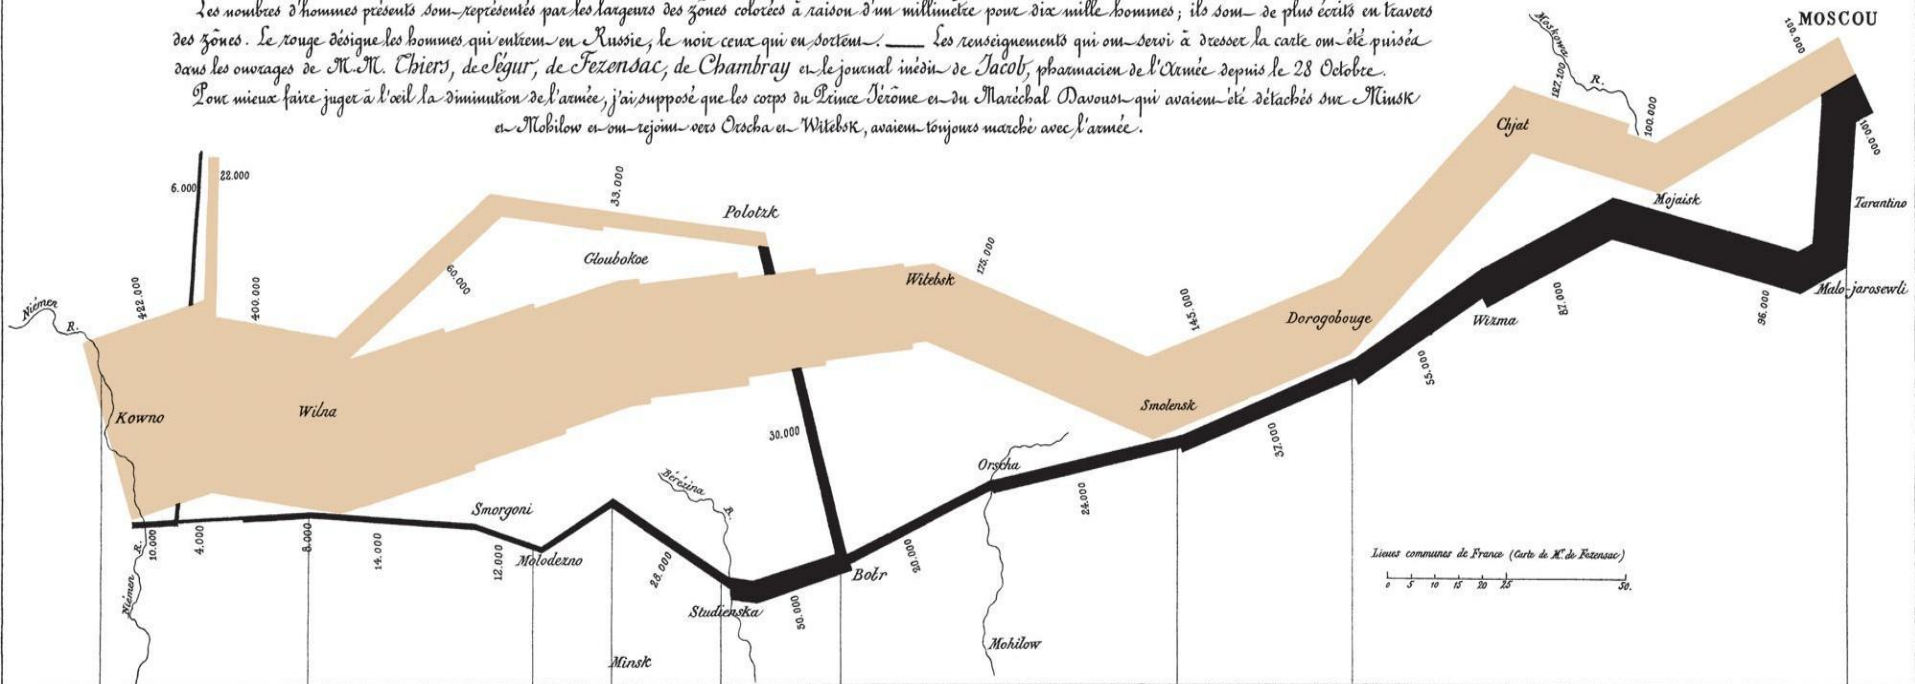 Les nombres d'hommes présents sont représentés par les largeurs des zônes colorées à raison d'un millimètre pour dix mille hommes; ils sont de plus écrits en travers
des zônes. Le rouge désigne les hommes qui entrent en Russie, le noir ceux qui en sortent. — Les renseignements qui ont servi à dresser la carte ont été puisés
dans les ouvrages de M.M. Thiers, de Ségur, de Fezensac, de Chambray et le journal inédit de Jacob, pharmacien de l'Armée depuis le 28 Octobre.
Pour mieux faire juger à l'œil la diminution de l'armée, j'ai supposé que les corps du Prince Jérôme et du Maréchal Davoust qui avaient été détachés sur Minsk
et Mohilow et ont rejoint vers Orscha et Witebsk, avaient toujours marché avec l'armée.
MOSCOU
100.000
Moskowa R.
127.100
100.000
Chjat
100.000
Mojaisk
Tarantino
Malo-jarosewli
6.000
22.000
33.000
Polotzk
Gloubokoe
60.000
Witebsk
175.000
Niémen R.
422.000
400.000
145.000
Dorogobouge
Wizma
87.000
96.000
55.000
Kowno
Wilna
Smolensk
30.000
37.000
Orscha
24.000
Bérézina R.
Smorgoni
Molodezno
10.000
4.000
8.000
14.000
12.000
28.000
Niémen R.
Studienska
50.000
Bobr
20.000
Minsk
Mohilow
Lieues communes de France (Carte de M. de Fezensac)
0 5 10 15 20 25 50.